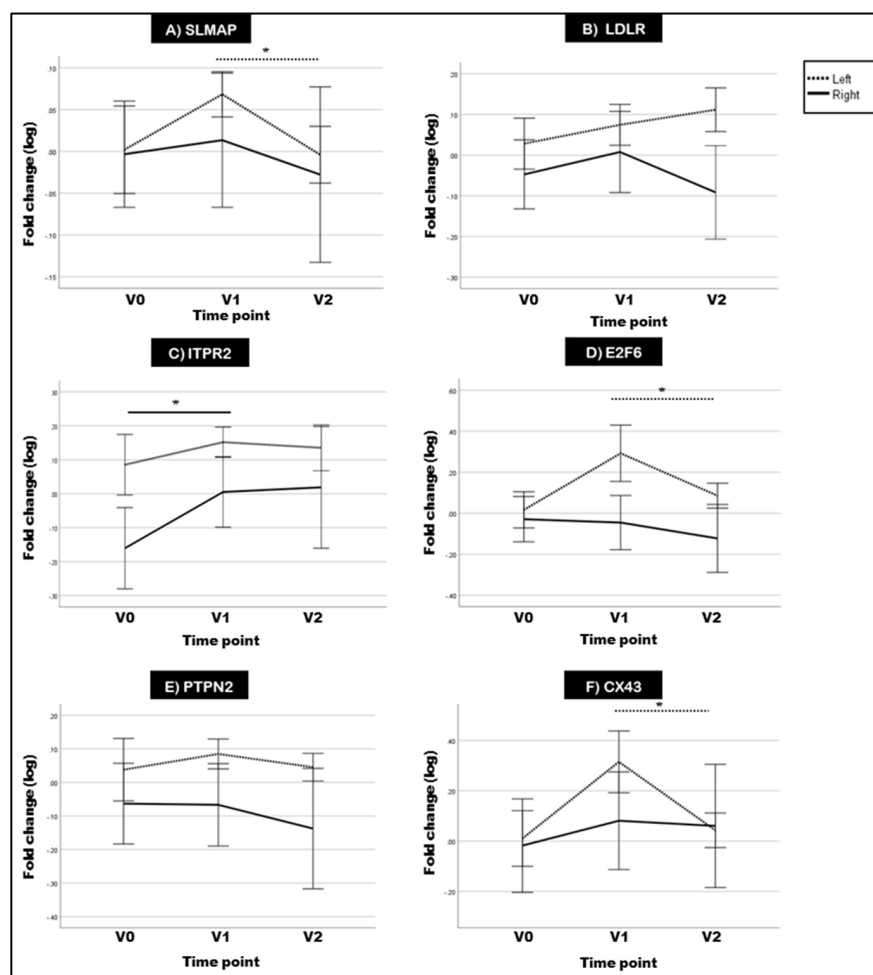 A) SLMAP
*
.10
.05
.00
-.05
-.10
-.15
Fold change (log)
V0 V1 V2
Time point
B) LDLR
.20
.10
.00
-.10
-.20
-.30
Fold change (log)
V0 V1 V2
Time point
Left
Right
C) ITPR2
*
.30
.20
.10
.00
-.10
-.20
-.30
Fold change (log)
V0 V1 V2
Time point
D) E2F6
*
.60
.40
.20
.00
-.20
-.40
Fold change (log)
V0 V1 V2
Time point
E) PTPN2
.20
.10
.00
-.10
-.20
-.30
-.40
Fold change (log)
V0 V1 V2
Time point
F) CX43
*
.40
.20
.00
-.20
Fold change (log)
V0 V1 V2
Time point